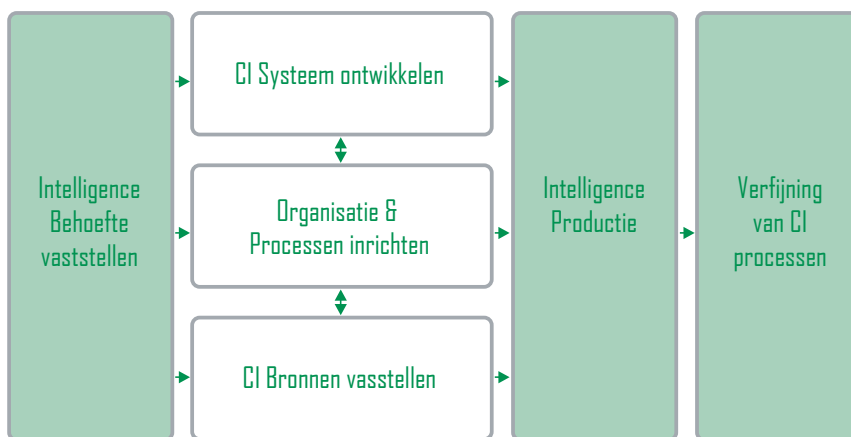 Intelligence
Behoefte
vaststellen
CI Systeem ontwikkelen
Organisatie &
Processen inrichten
CI Bronnen vasstellen
Intelligence
Productie
Verfijning
van CI
processen